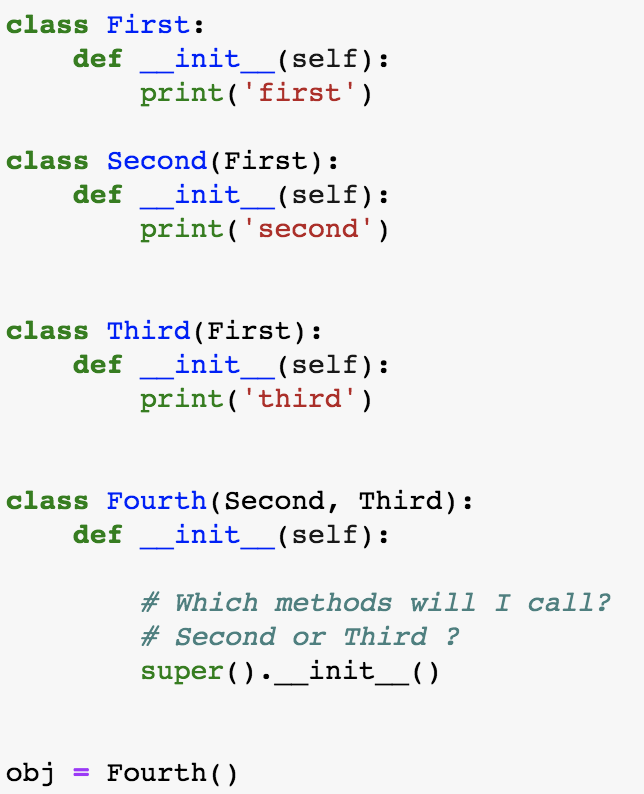 class First:
    def __init__(self):
        print('first')
class Second(First):
    def __init__(self):
        print('second')
class Third(First):
    def __init__(self):
        print('third')
class Fourth(Second, Third):
    def __init__(self):
        # Which methods will I call?
        # Second or Third ?
        super().__init__()
obj = Fourth()